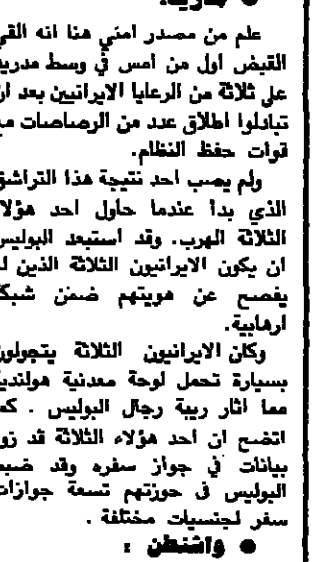 ● مدريد:
علم من مصدر امني هنا انه القي
القبض اول من امس في وسط مدريد
على ثلاثة من الرعايا الايرانيين بعد ان
تبادلوا اطلاق عدد من الرصاصات مع
قوات حفظ النظام.
ولم يصب احد نتيجة هذا التراشق
الذي بدأ عندما حاول احد هؤلاء
الثلاثة الهرب. وقد استبعد البوليس
ان يكون الايرانيون الثلاثة الذين لم
يفصح عن هويتهم ضمن شبكة
ارهابية.
وكان الايرانيون الثلاثة يتجولون
بسيارة تحمل لوحة معدنية هولندية
مما اثار ريبة رجال البوليس . كما
اتضح ان احد هؤلاء الثلاثة قد زور
بيانات في جواز سفره وقد ضبط
البوليس في حوزتهم تسعة جوازات
سفر لجنسيات مختلفة .
● واشنطن :